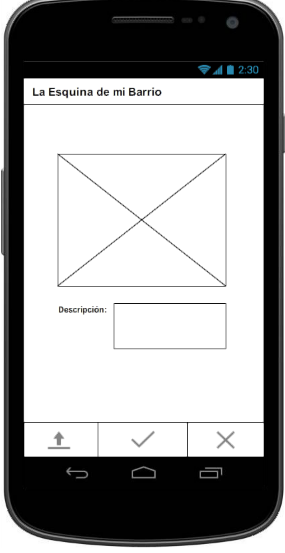 2:30
La Esquina de mi Barrio
Descripción: